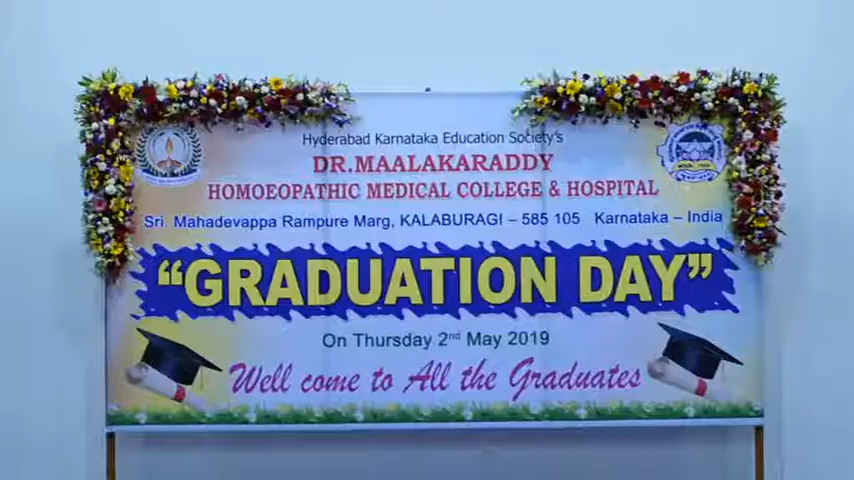 Hyderabad Karnataka Education Society's
DR.MAALAKARADDY
HOMOEOPATHIC MEDICAL COLLEGE & HOSPITAL
Sri. Mahadevappa Rampure Marg, KALABURAGI – 585 105 Karnataka – India
“GRADUATION DAY”
On Thursday 2nd May 2019
Well come to All the Graduates